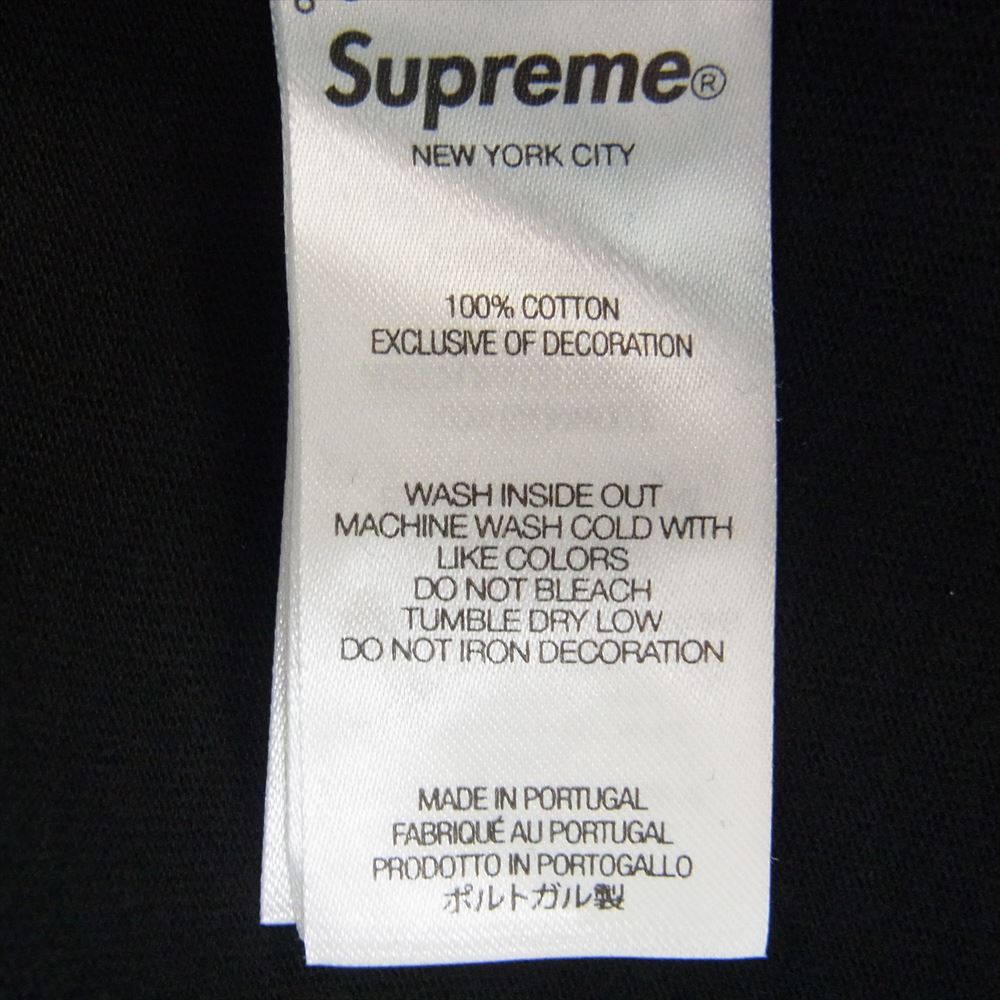 Supreme®
NEW YORK CITY
100% COTTON
EXCLUSIVE OF DECORATION
WASH INSIDE OUT
MACHINE WASH COLD WITH
LIKE COLORS
DO NOT BLEACH
TUMBLE DRY LOW
DO NOT IRON DECORATION
MADE IN PORTUGAL
FABRIQUÉ AU PORTUGAL
PRODOTTO IN PORTOGALLO
ポルトガル製